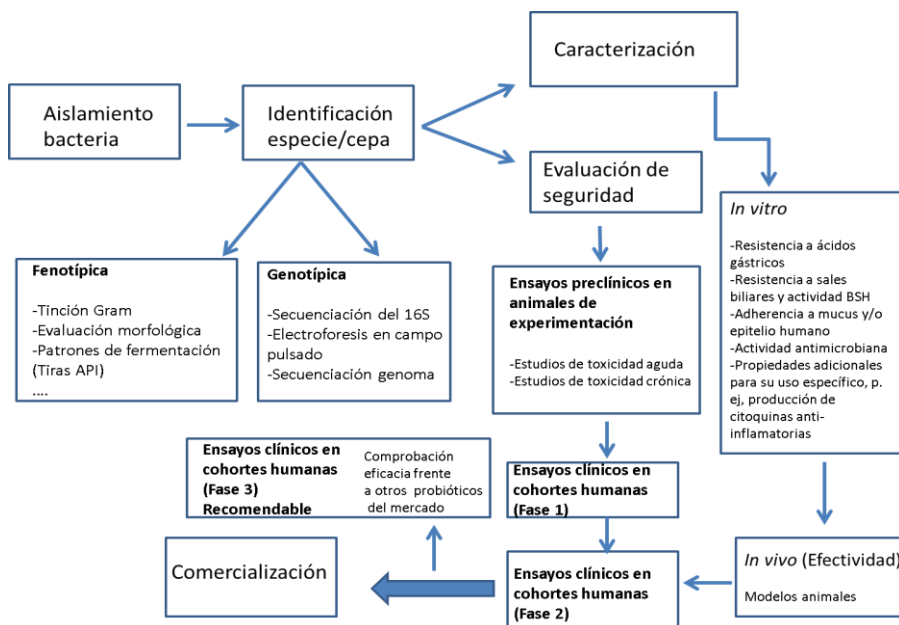 Caracterización
Aislamiento
bacteria
Identificación
especie/cepa
Evaluación de
seguridad
In vitro
-Resistencia a ácidos
gástricos
-Resistencia a sales
biliares y actividad BSH
-Adherencia a mucus y/o
epitelio humano
-Actividad antimicrobiana
-Propiedades adicionales
para su uso específico, p.
ej, producción de
citoquinas anti-
inflamatorias
Fenotípica
-Tinción Gram
-Evaluación morfológica
-Patrones de fermentación
(Tiras API)
....
Genotípica
-Secuenciación del 16S
-Electroforesis en campo
pulsado
-Secuenciación genoma
Ensayos preclínicos en
animales de
experimentación
- Estudios de toxicidad aguda
- Estudios de toxicidad crónica
Ensayos clínicos en
cohortes humanas
(Fase 3)
Recomendable
Comprobación
eficacia frente
a otros probióticos
del mercado
Ensayos clínicos en
cohortes humanas
(Fase 1)
Comercialización
Ensayos clínicos en
cohortes humanas
(Fase 2)
In vivo (Efectividad)
Modelos animales